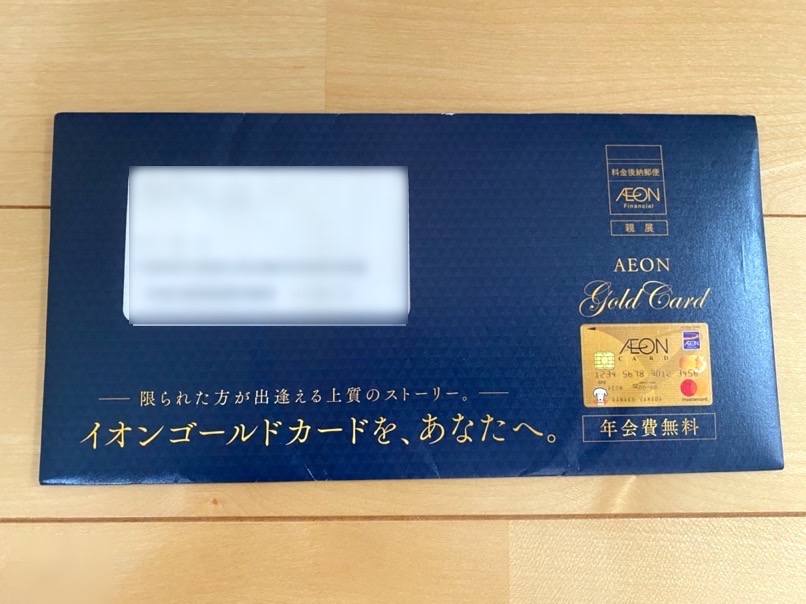 料金後納郵便
AEON
Financial
親展
AEON
Gold Card
AEON
CARD
AEON
1234 5678 9012 3456
AEON
mastercard
限られた方が出逢える上質のストーリー。
イオンゴールドカードを、あなたへ。
年会費無料